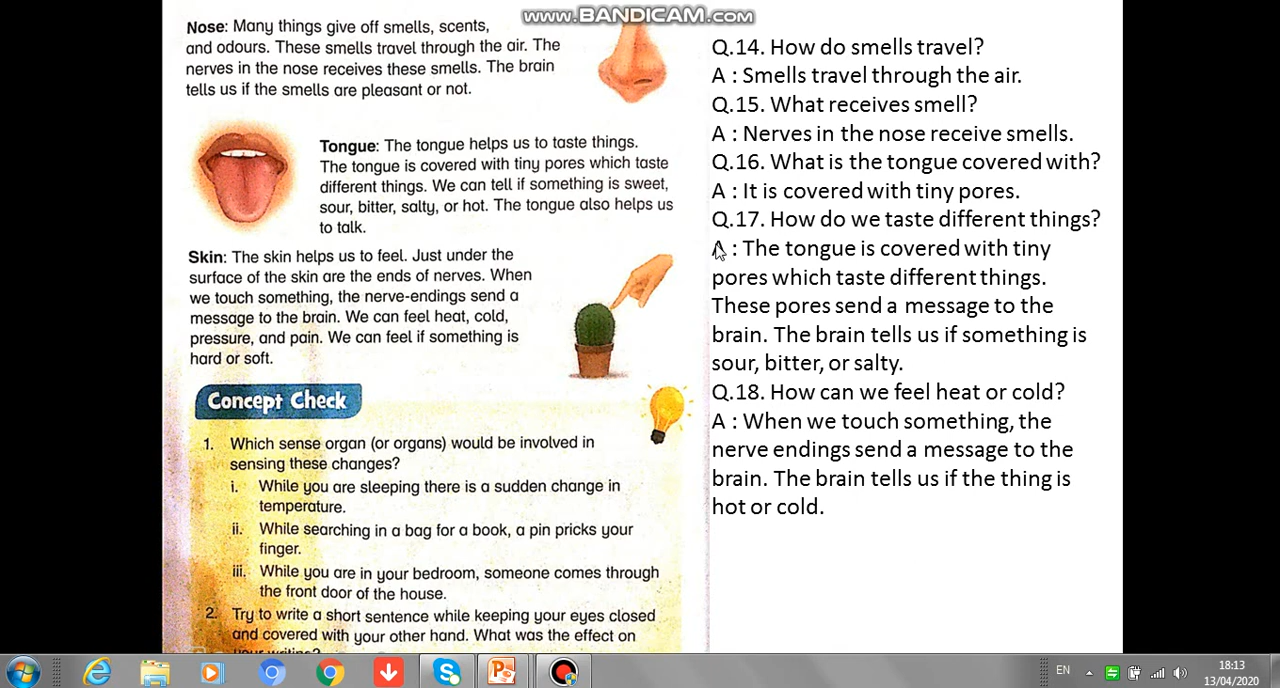 www.BANDICAM.com
Nose: Many things give off smells, scents,
and odours. These smells travel through the air. The
nerves in the nose receives these smells. The brain
tells us if the smells are pleasant or not.
Tongue: The tongue helps us to taste things.
The tongue is covered with tiny pores which taste
different things. We can tell if something is sweet,
sour, bitter, salty, or hot. The tongue also helps us
to talk.
Skin: The skin helps us to feel. Just under the
surface of the skin are the ends of nerves. When
we touch something, the nerve-endings send a
message to the brain. We can feel heat, cold,
pressure, and pain. We can feel if something is
hard or soft.
Concept Check
1. Which sense organ (or organs) would be involved in
sensing these changes?
i. While you are sleeping there is a sudden change in
temperature.
ii. While searching in a bag for a book, a pin pricks your
finger.
iii. While you are in your bedroom, someone comes through
the front door of the house.
2. Try to write a short sentence while keeping your eyes closed
and covered with your other hand. What was the effect on
your writing?
Q.14. How do smells travel?
A : Smells travel through the air.
Q.15. What receives smell?
A : Nerves in the nose receive smells.
Q.16. What is the tongue covered with?
A : It is covered with tiny pores.
Q.17. How do we taste different things?
A : The tongue is covered with tiny
pores which taste different things.
These pores send a message to the
brain. The brain tells us if something is
sour, bitter, or salty.
Q.18. How can we feel heat or cold?
A : When we touch something, the
nerve endings send a message to the
brain. The brain tells us if the thing is
hot or cold.
EN
18:13
13/04/2020